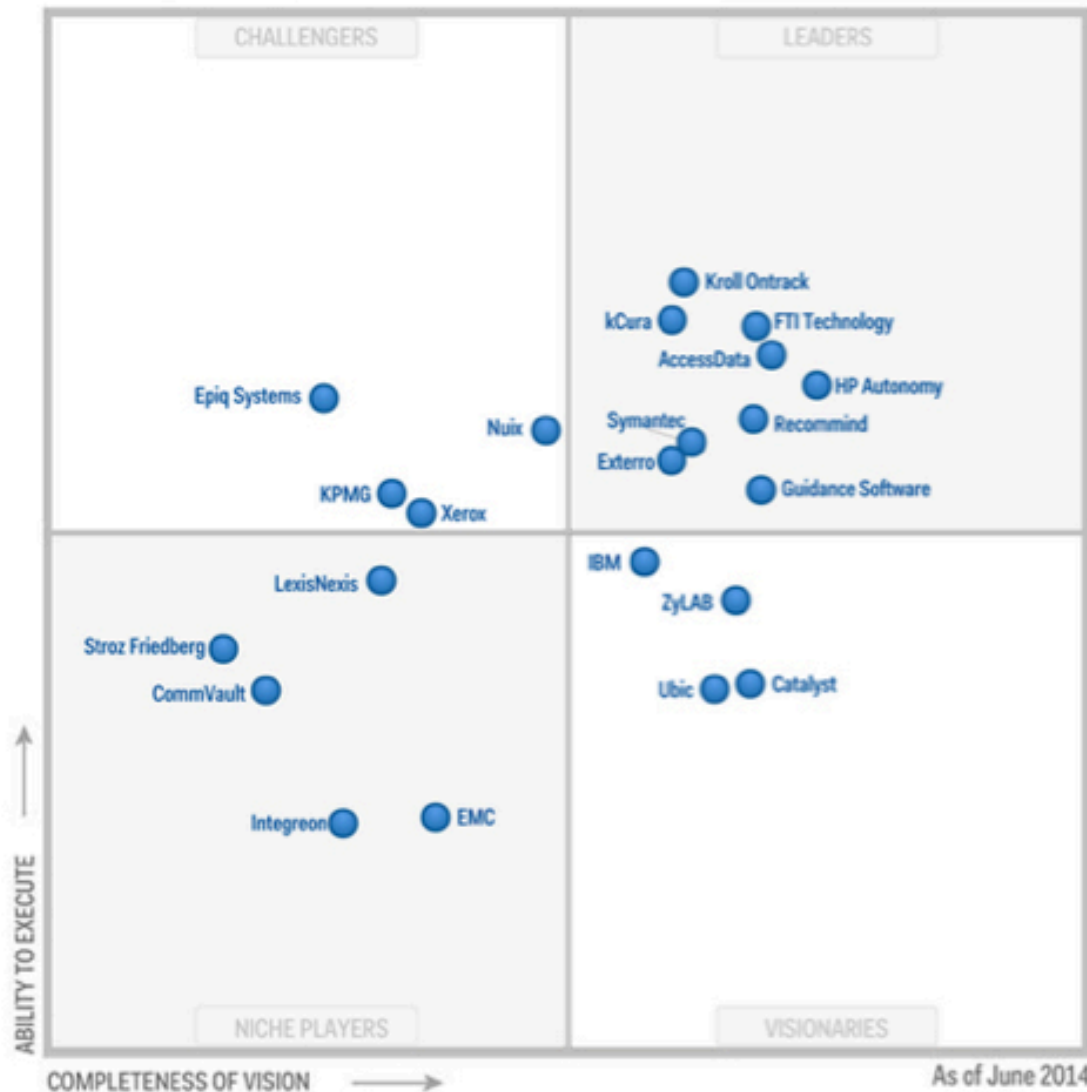 CHALLENGERS
LEADERS
Kroll Ontrack
kCura
FTI Technology
AccessData
HP Autonomy
Epiq Systems
Symantec
Recommind
Nuix
Exterro
Guidance Software
KPMG
Xerox
IBM
LexisNexis
ZyLAB
Stroz Friedberg
CommVault
Ubic
Catalyst
Integreon
EMC
ABILITY TO EXECUTE
NICHE PLAYERS
VISIONARIES
COMPLETENESS OF VISION
As of June 2014